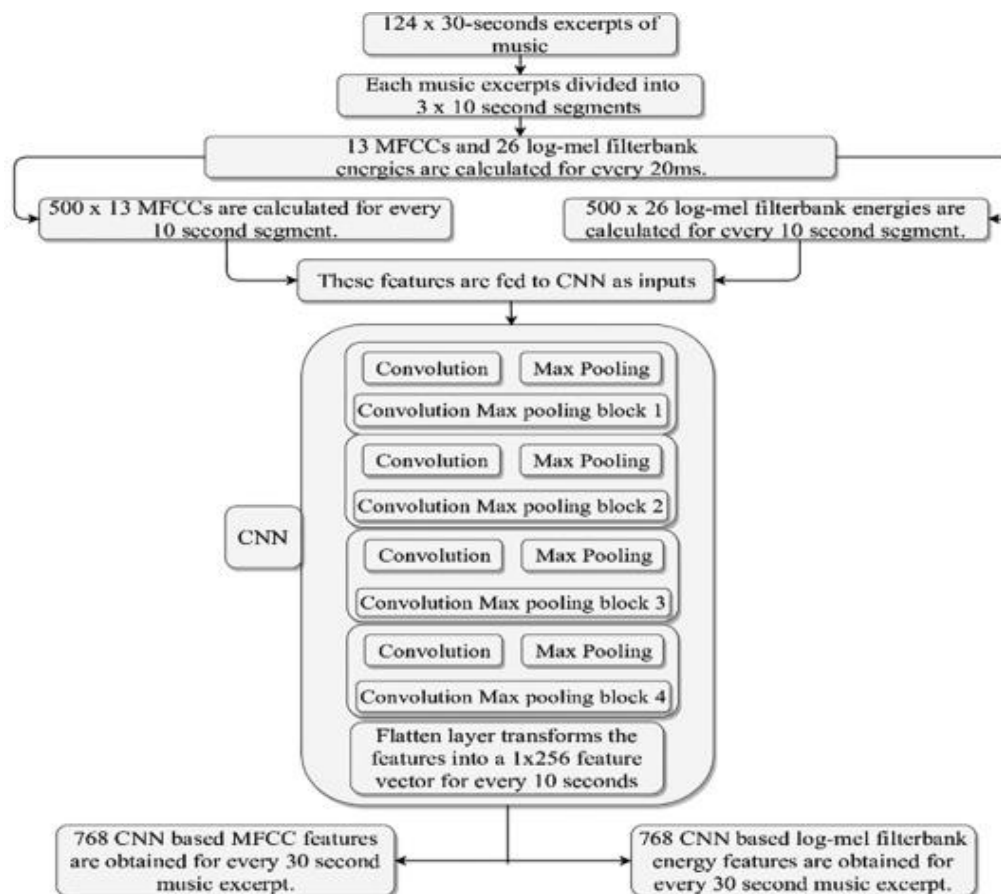 124 x 30-seconds excerpts of
music
Each music excerpts divided into
3 x 10 second segments
13 MFCCs and 26 log-mel filterbank
energies are calculated for every 20ms.
500 x 13 MFCCs are calculated for every
10 second segment.
500 x 26 log-mel filterbank energies are
calculated for every 10 second segment.
These features are fed to CNN as inputs
Convolution
Max Pooling
Convolution Max pooling block 1
Convolution
Max Pooling
Convolution Max pooling block 2
CNN
Convolution
Max Pooling
Convolution Max pooling block 3
Convolution
Max Pooling
Convolution Max pooling block 4
Flatten layer transforms the
features into a 1x256 feature
vector for every 10 seconds
768 CNN based MFCC features
are obtained for every 30 second
music excerpt.
768 CNN based log-mel filterbank
energy features are obtained for
every 30 second music excerpt.